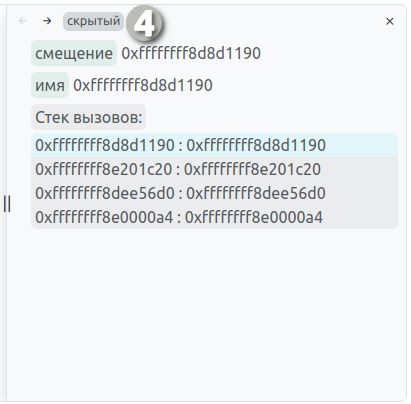 ← → скрытый 4 ×
смещение 0xffffffff8d8d1190
имя 0xffffffff8d8d1190
Стек вызовов:
0xffffffff8d8d1190 : 0xffffffff8d8d1190
0xffffffff8e201c20 : 0xffffffff8e201c20
0xffffffff8dee56d0 : 0xffffffff8dee56d0
0xffffffff8e0000a4 : 0xffffffff8e0000a4